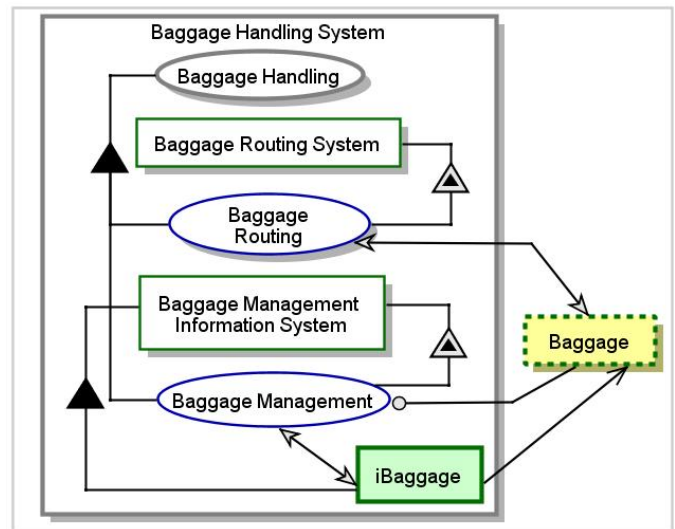 Baggage Handling System
Baggage Handling
Baggage Routing System
Baggage
Routing
Baggage Management
Information System
Baggage
Baggage Management
iBaggage